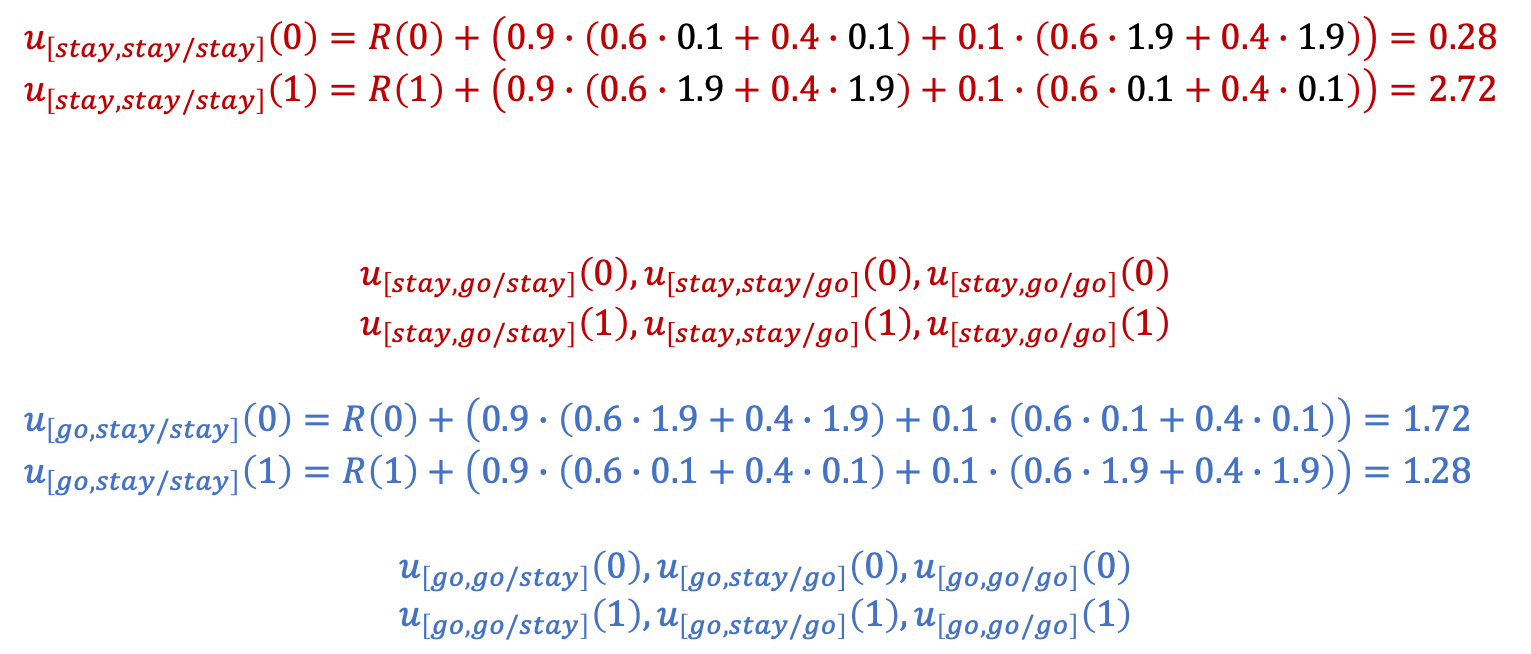 u[stay,stay/stay](0) = R(0) + (0.9 · (0.6 · 0.1 + 0.4 · 0.1) + 0.1 · (0.6 · 1.9 + 0.4 · 1.9)) = 0.28
u[stay,stay/stay](1) = R(1) + (0.9 · (0.6 · 1.9 + 0.4 · 1.9) + 0.1 · (0.6 · 0.1 + 0.4 · 0.1)) = 2.72
u[stay,go/stay](0), u[stay,stay/go](0), u[stay,go/go](0)
u[stay,go/stay](1), u[stay,stay/go](1), u[stay,go/go](1)
u[go,stay/stay](0) = R(0) + (0.9 · (0.6 · 1.9 + 0.4 · 1.9) + 0.1 · (0.6 · 0.1 + 0.4 · 0.1)) = 1.72
u[go,stay/stay](1) = R(1) + (0.9 · (0.6 · 0.1 + 0.4 · 0.1) + 0.1 · (0.6 · 1.9 + 0.4 · 1.9)) = 1.28
u[go,go/stay](0), u[go,stay/go](0), u[go,go/go](0)
u[go,go/stay](1), u[go,stay/go](1), u[go,go/go](1)